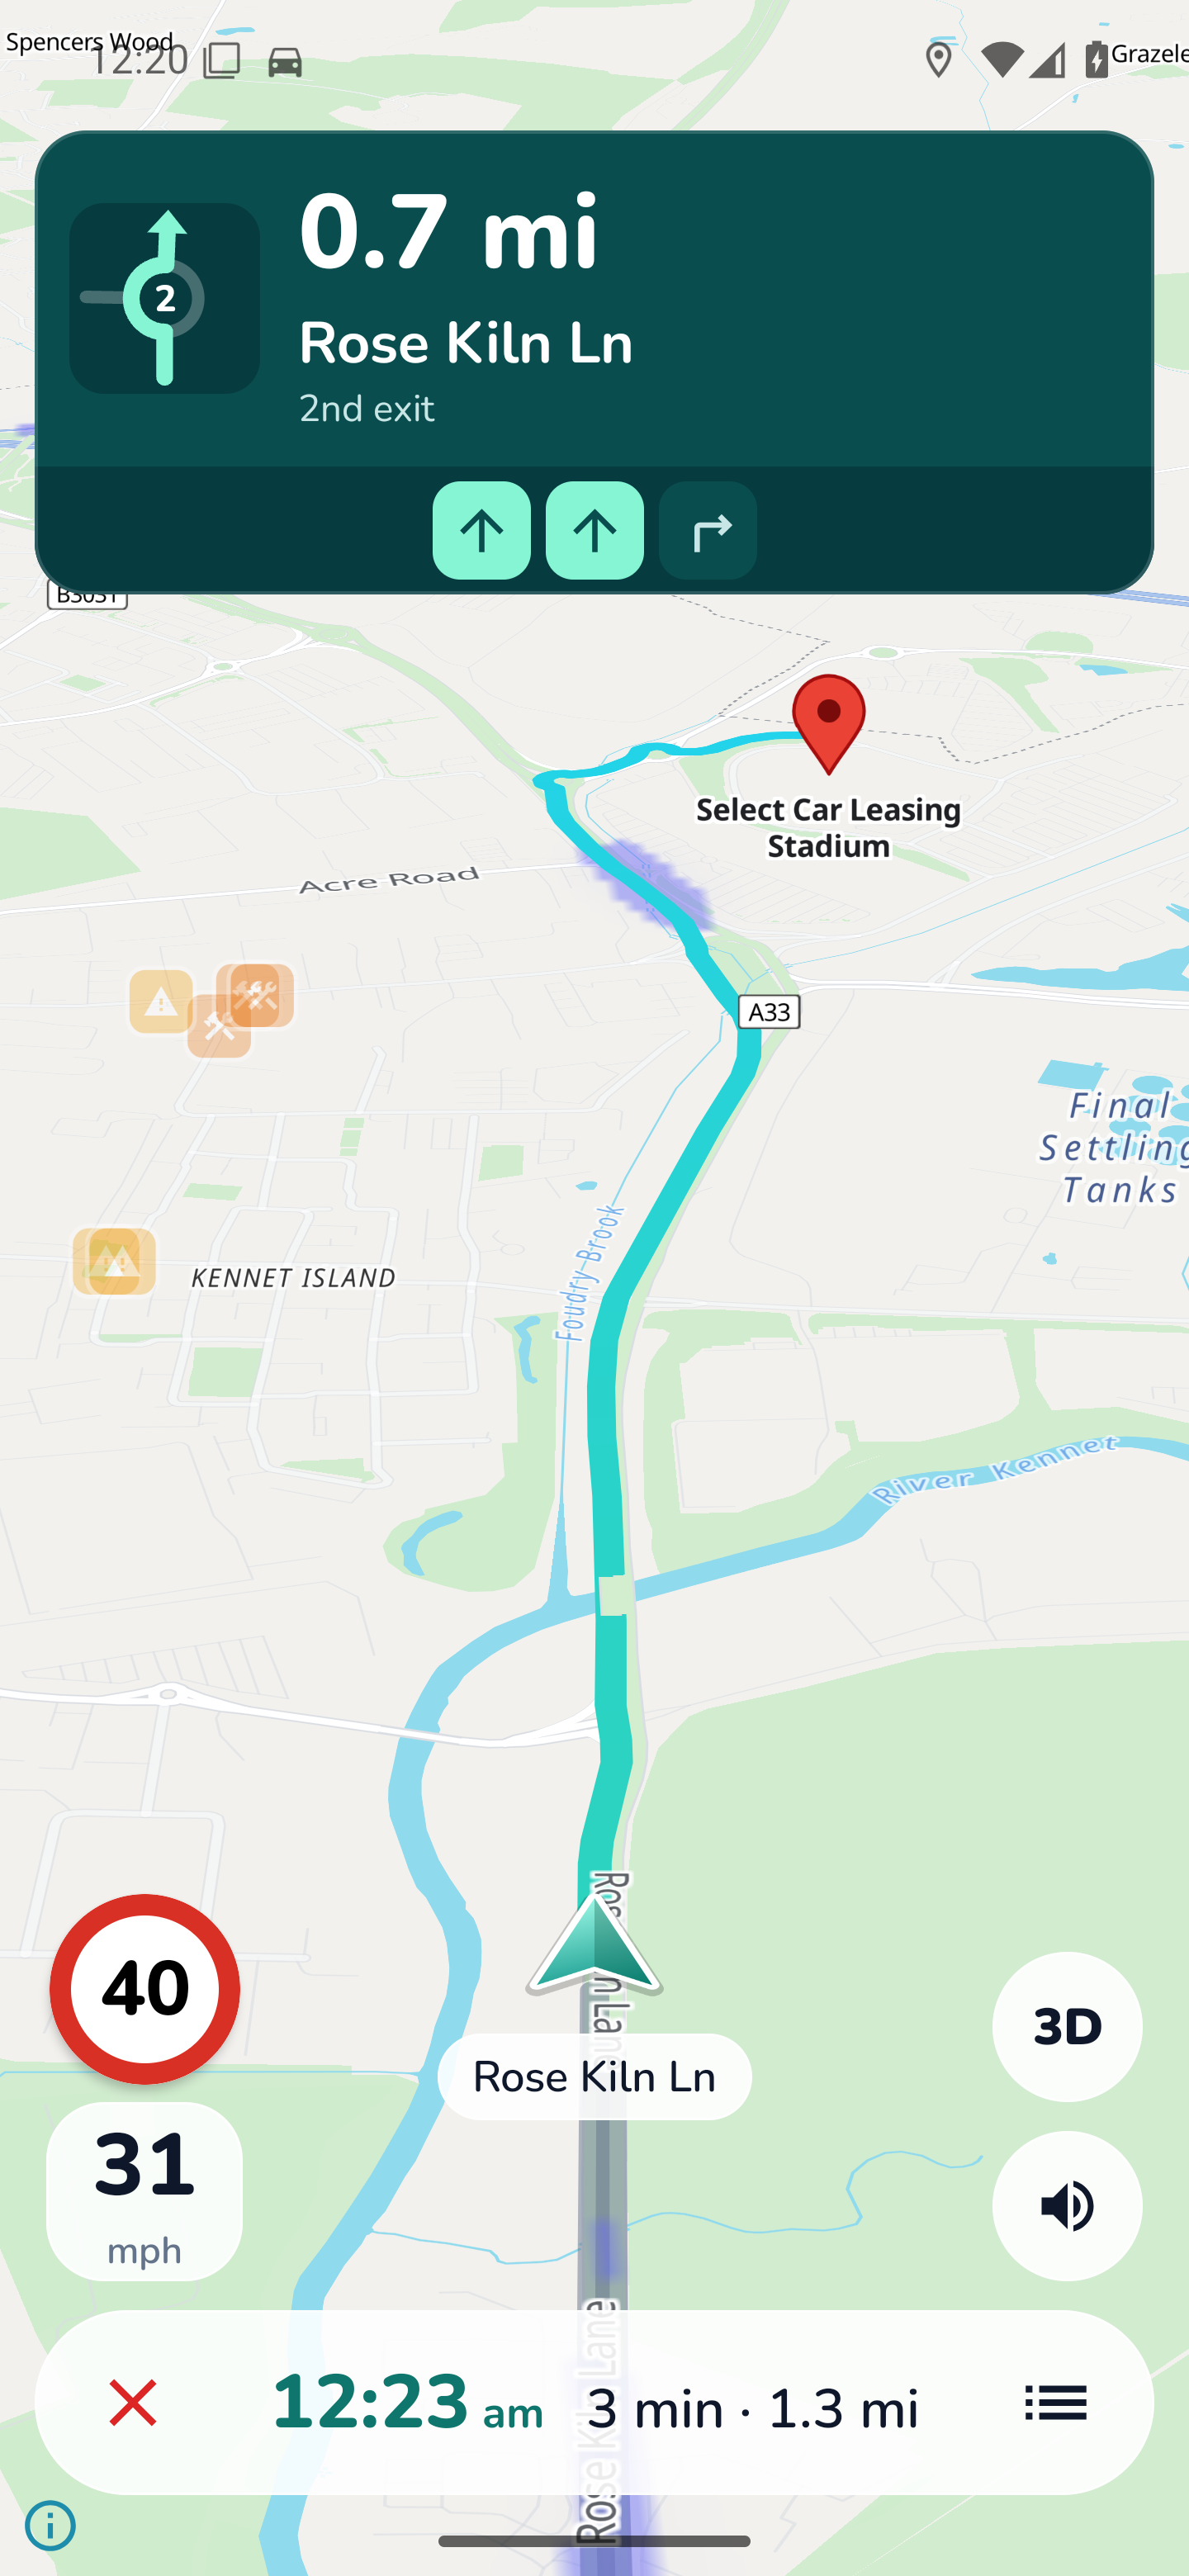 Spencers Wood
12:20
0.7 mi
2
Rose Kiln Ln
2nd exit
Select Car Leasing
Stadium
Acre Road
A33
Final
Settling
Tanks
Foudry Brook
KENNET ISLAND
River Kennet
40
3D
Rose Kiln Ln
31
mph
12:23 am
3 min · 1.3 mi
Rose Kiln Lane